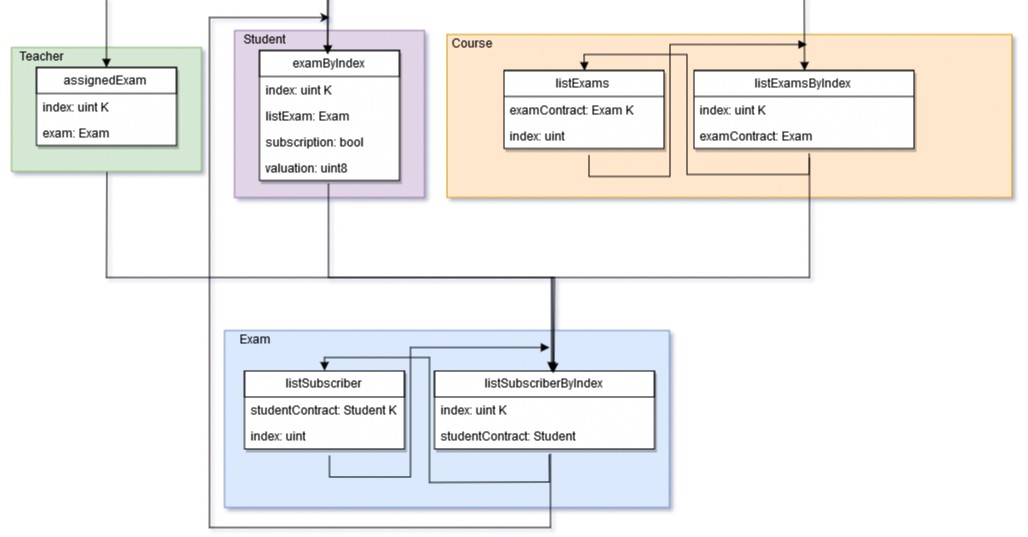 Teacher
assignedExam
index: uint K
exam: Exam
Student
examByIndex
index: uint K
listExam: Exam
subscription: bool
valuation: uint8
Course
listExams
examContract: Exam K
index: uint
listExamsByIndex
index: uint K
examContract: Exam
Exam
listSubscriber
studentContract: Student K
index: uint
listSubscriberByIndex
index: uint K
studentContract: Student